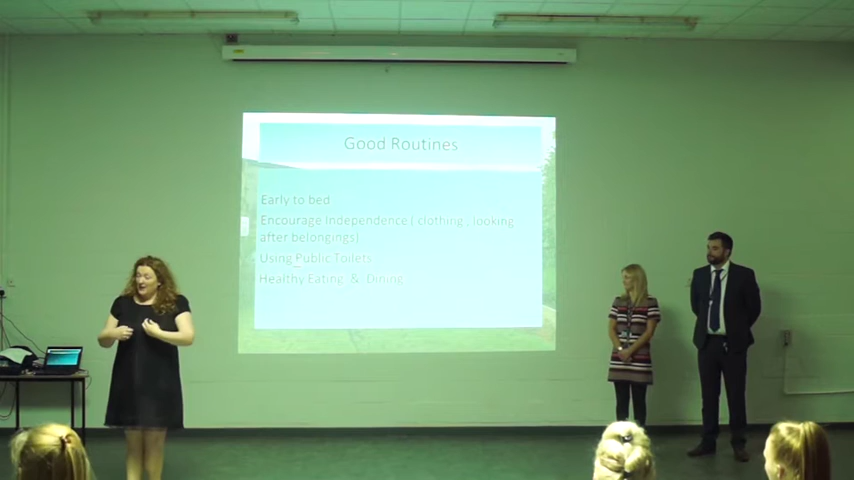 Good Routines
Early to bed
Encourage Independence ( clothing , looking
after belongings)
Using Public Toilets
Healthy Eating & Dining